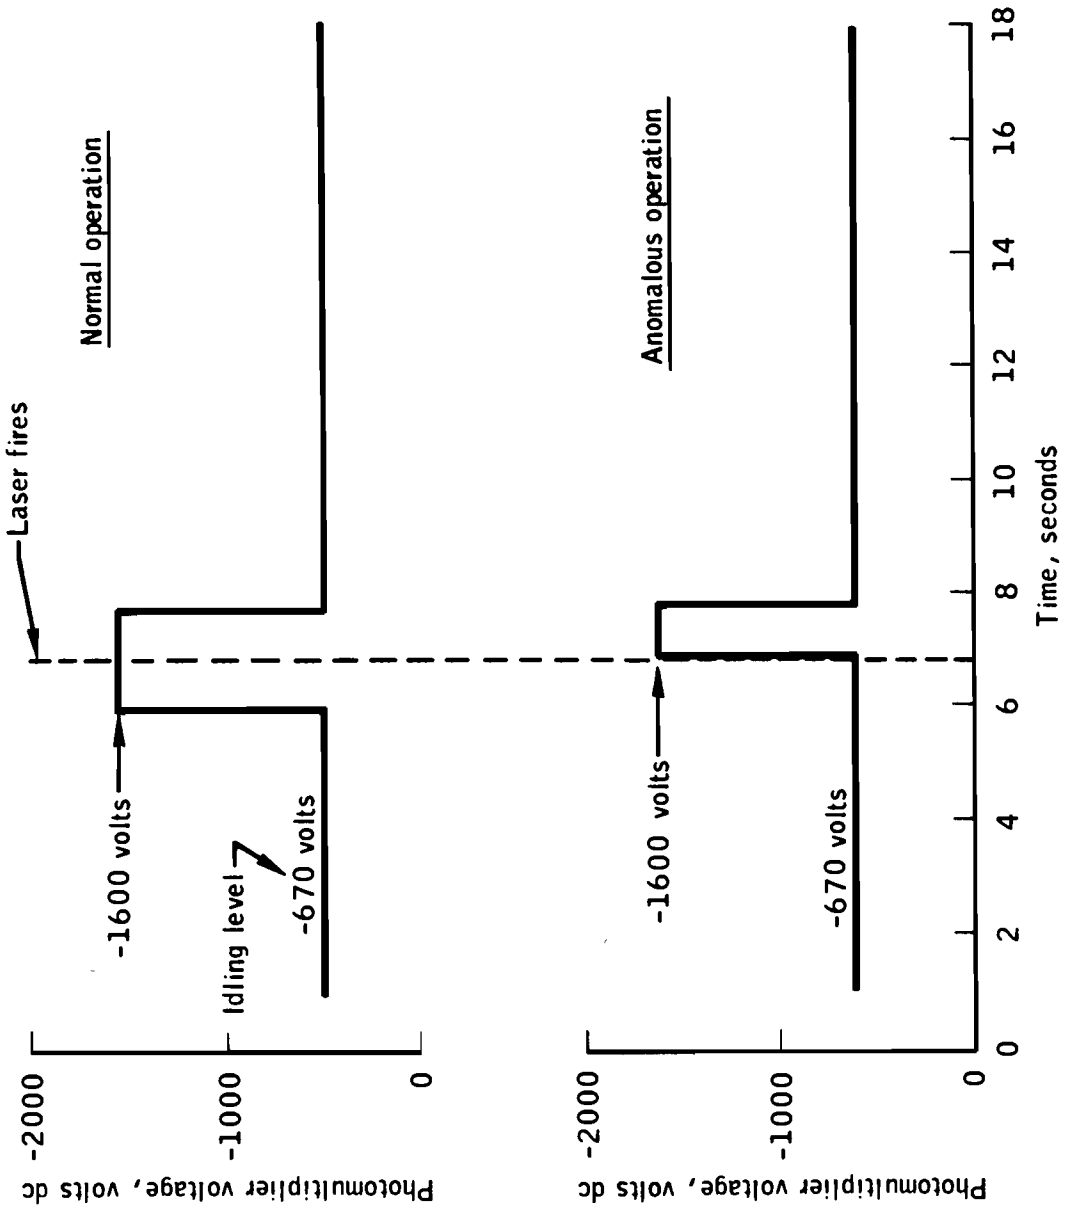 Laser fires
Normal operation
-1600 volts
Idling level
-670 volts
-2000
-1000
0
Photomultiplier voltage, volts dc
Anomalous operation
-1600 volts
-670 volts
-2000
-1000
0
Photomultiplier voltage, volts dc
0 2 4 6 8 10 12 14 16 18
Time, seconds